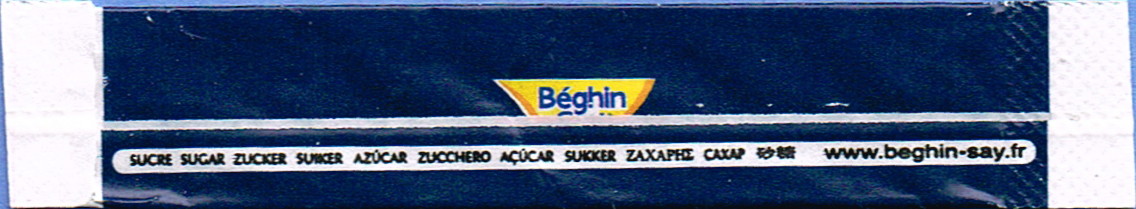 Béghin
SUCRE SUGAR ZUCKER SUIKER AZÚCAR ZUCCHERO AÇÚCAR SUKKER ΖΑΧΑΡΗΣ САХАР 砂糖 www.beghin-say.fr